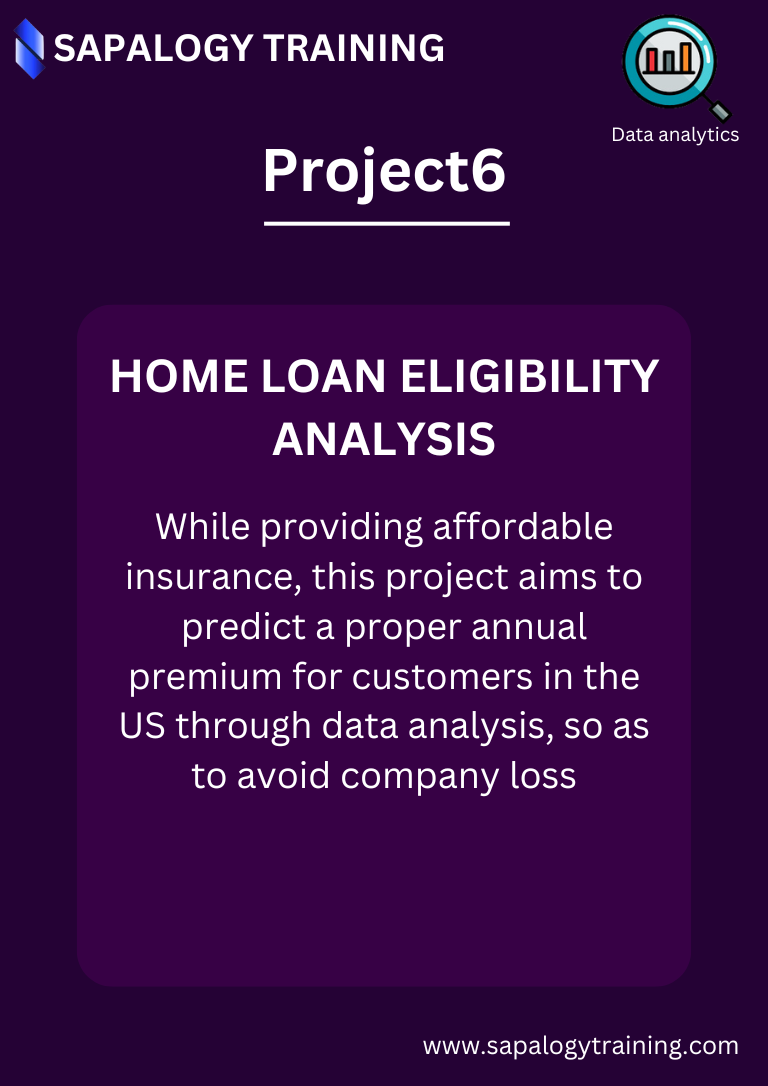 SAPALOGY TRAINING
Data analytics
Project6
HOME LOAN ELIGIBILITY
ANALYSIS
While providing affordable
insurance, this project aims to
predict a proper annual
premium for customers in the
US through data analysis, so as
to avoid company loss
www.sapalogytraining.com